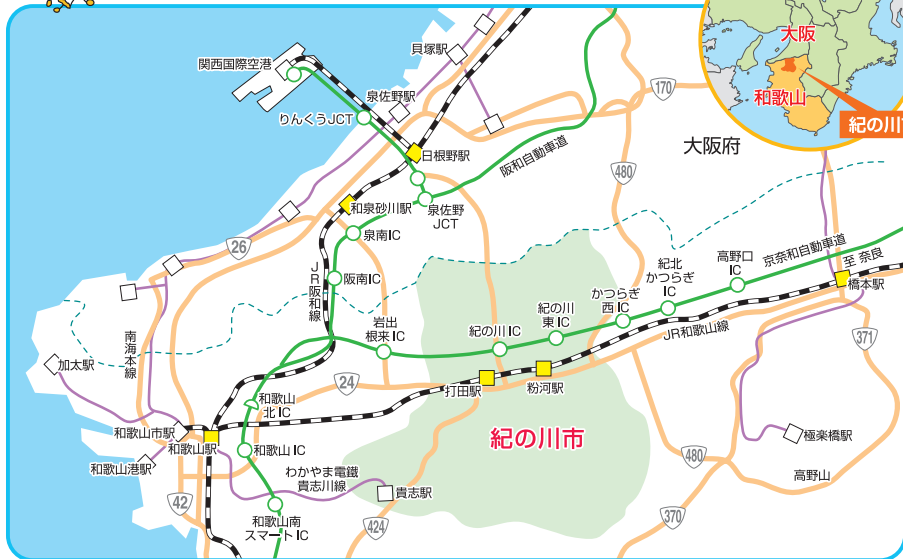 大阪
和歌山
紀の川
貝塚駅
関西国際空港
泉佐野駅
170
りんくうJCT
大阪府
日根野駅
阪和自動車道
480
和泉砂川駅
泉佐野
JCT
泉南IC
26
京奈和自動車道
至 奈良
高野口
IC
紀北
かつらぎ
IC
JR阪和線
阪南IC
橋本駅
かつらぎ
西IC
紀の川
東IC
岩出
根来IC
紀の川IC
JR和歌山線
371
南海本線
加太駅
24
打田駅
粉河駅
和歌山
北IC
和歌山市駅
和歌山駅
紀の川市
極楽橋駅
和歌山IC
480
和歌山港駅
わかやま電鐵
貴志川線
高野山
貴志駅
42
和歌山南
スマートIC
424
370